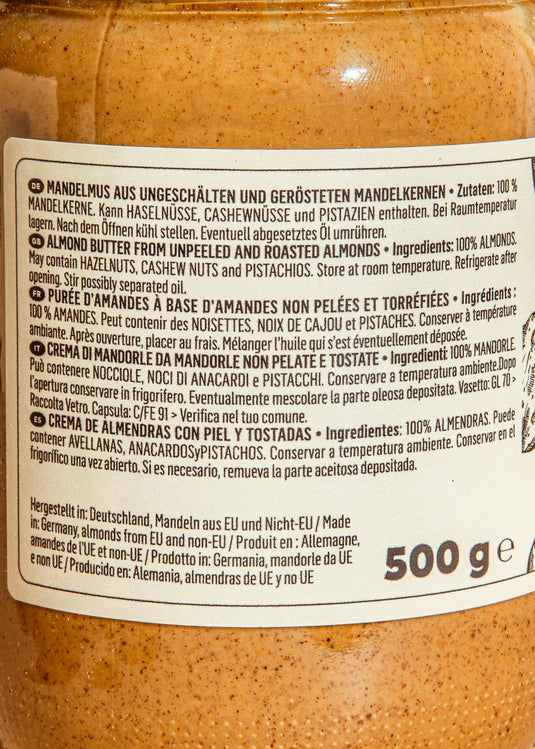 DE MANDELMUS AUS UNGESCHÄLTEN UND GERÖSTETEN MANDELKERNEN • Zutaten: 100 %
MANDELKERNE. Kann HASELNÜSSE, CASHEWNÜSSE und PISTAZIEN enthalten. Bei Raumtemperatur
lagern. Nach dem Öffnen kühl stellen. Eventuell abgesetztes Öl umrühren.
GB ALMOND BUTTER FROM UNPEELED AND ROASTED ALMONDS • Ingredients: 100% ALMONDS.
May contain HAZELNUTS, CASHEW NUTS and PISTACHIOS. Store at room temperature. Refrigerate after
opening. Stir possibly separated oil.
FR PURÉE D'AMANDES À BASE D'AMANDES NON PELÉES ET TORRÉFIÉES • Ingrédients :
100 % AMANDES. Peut contenir des NOISETTES, NOIX DE CAJOU et PISTACHES. Conserver à température
ambiante. Après ouverture, placer au frais. Mélanger l'huile qui s'est éventuellement déposée.
IT CREMA DI MANDORLE DA MANDORLE NON PELATE E TOSTATE • Ingredienti: 100% MANDORLE.
Può contenere NOCCIOLE, NOCI DI ANACARDI e PISTACCHI. Conservare a temperatura ambiente.Dopo
l'apertura conservare in frigorifero. Eventualmente mescolare la parte oleosa depositata. Vasetto: GL 70 >
Raccolta Vetro. Capsula: C/FE 91 > Verifica nel tuo comune.
ES CREMA DE ALMENDRAS CON PIEL Y TOSTADAS • Ingredientes: 100% ALMENDRAS. Puede
contener AVELLANAS, ANACARDOSyPISTACHOS. Conservar a temperatura ambiente. Conservar en el
frigorífico una vez abierto. Si es necesario, remueva la parte aceitosa depositada.
Hergestellt in: Deutschland, Mandeln aus EU und Nicht-EU / Made
in: Germany, almonds from EU and non-EU / Produit en : Allemagne,
amandes de l'UE et non-UE / Prodotto in: Germania, mandorle da UE
e non UE / Producido en: Alemania, almendras de UE y no UE
500 g e